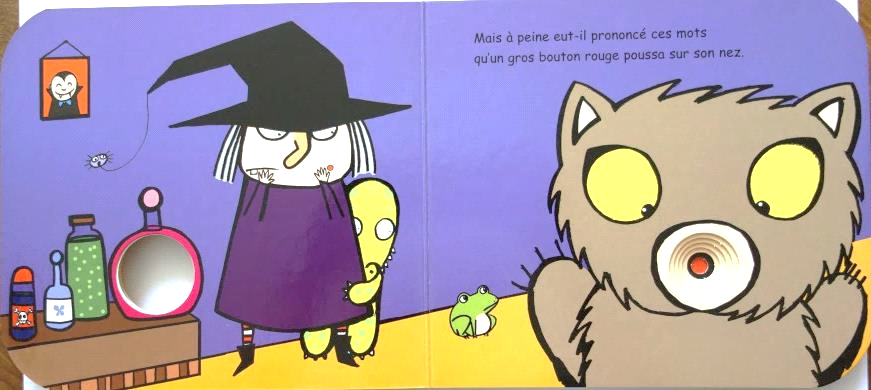 Mais à peine eut-il prononcé ces mots
qu'un gros bouton rouge poussa sur son nez.